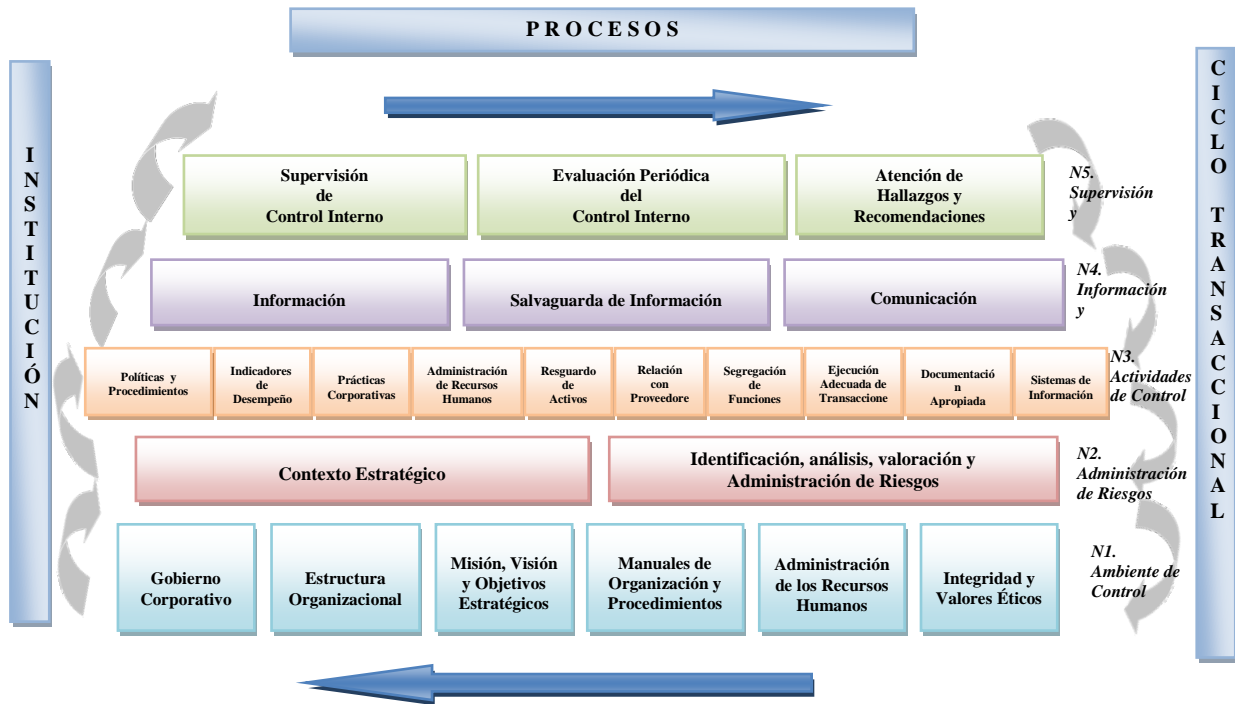 PROCESOS
INSTITUCIÓN
CICLO TRANSACCIONAL
Supervisión
de
Control Interno
Evaluación Periódica
del
Control Interno
Atención de
Hallazgos y
Recomendaciones
N5.
Supervisión
y
Información
Salvaguarda de Información
Comunicación
N4.
Información
y
Políticas y
Procedimientos
Indicadores
de
Desempeño
Prácticas
Corporativas
Administración
de Recursos
Humanos
Resguardo
de
Activos
Relación
con
Proveedore
Segregación
de
Funciones
Ejecución
Adecuada de
Transaccione
Documentació
n
Apropiada
Sistemas de
Información
N3.
Actividades
de Control
Contexto Estratégico
Identificación, análisis, valoración y
Administración de Riesgos
N2.
Administración
de Riesgos
Gobierno
Corporativo
Estructura
Organizacional
Misión, Visión
y Objetivos
Estratégicos
Manuales de
Organización y
Procedimientos
Administración
de los Recursos
Humanos
Integridad y
Valores Éticos
N1.
Ambiente de
Control